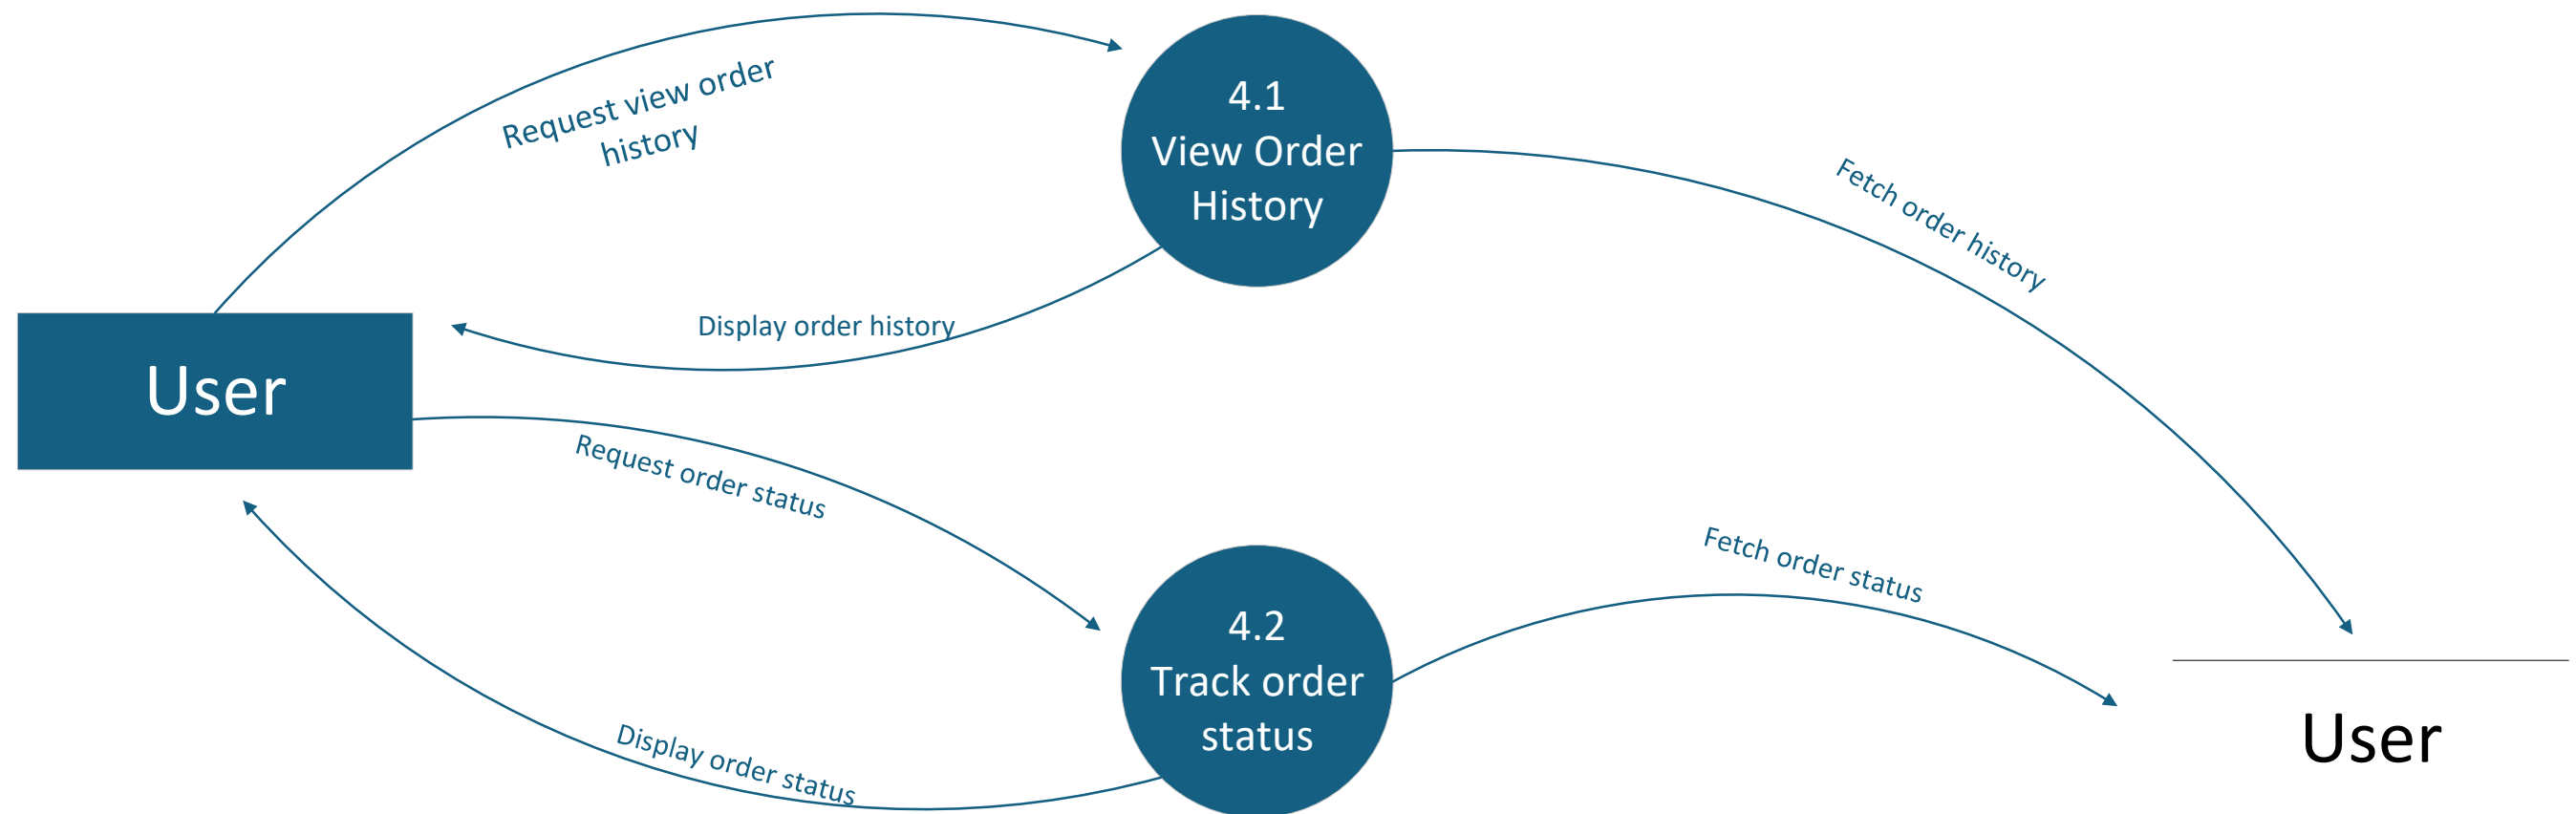 Request view order
history
4.1
View Order
History
Fetch order history
Display order history
User
Request order status
Fetch order status
4.2
Track order
status
Display order status
User